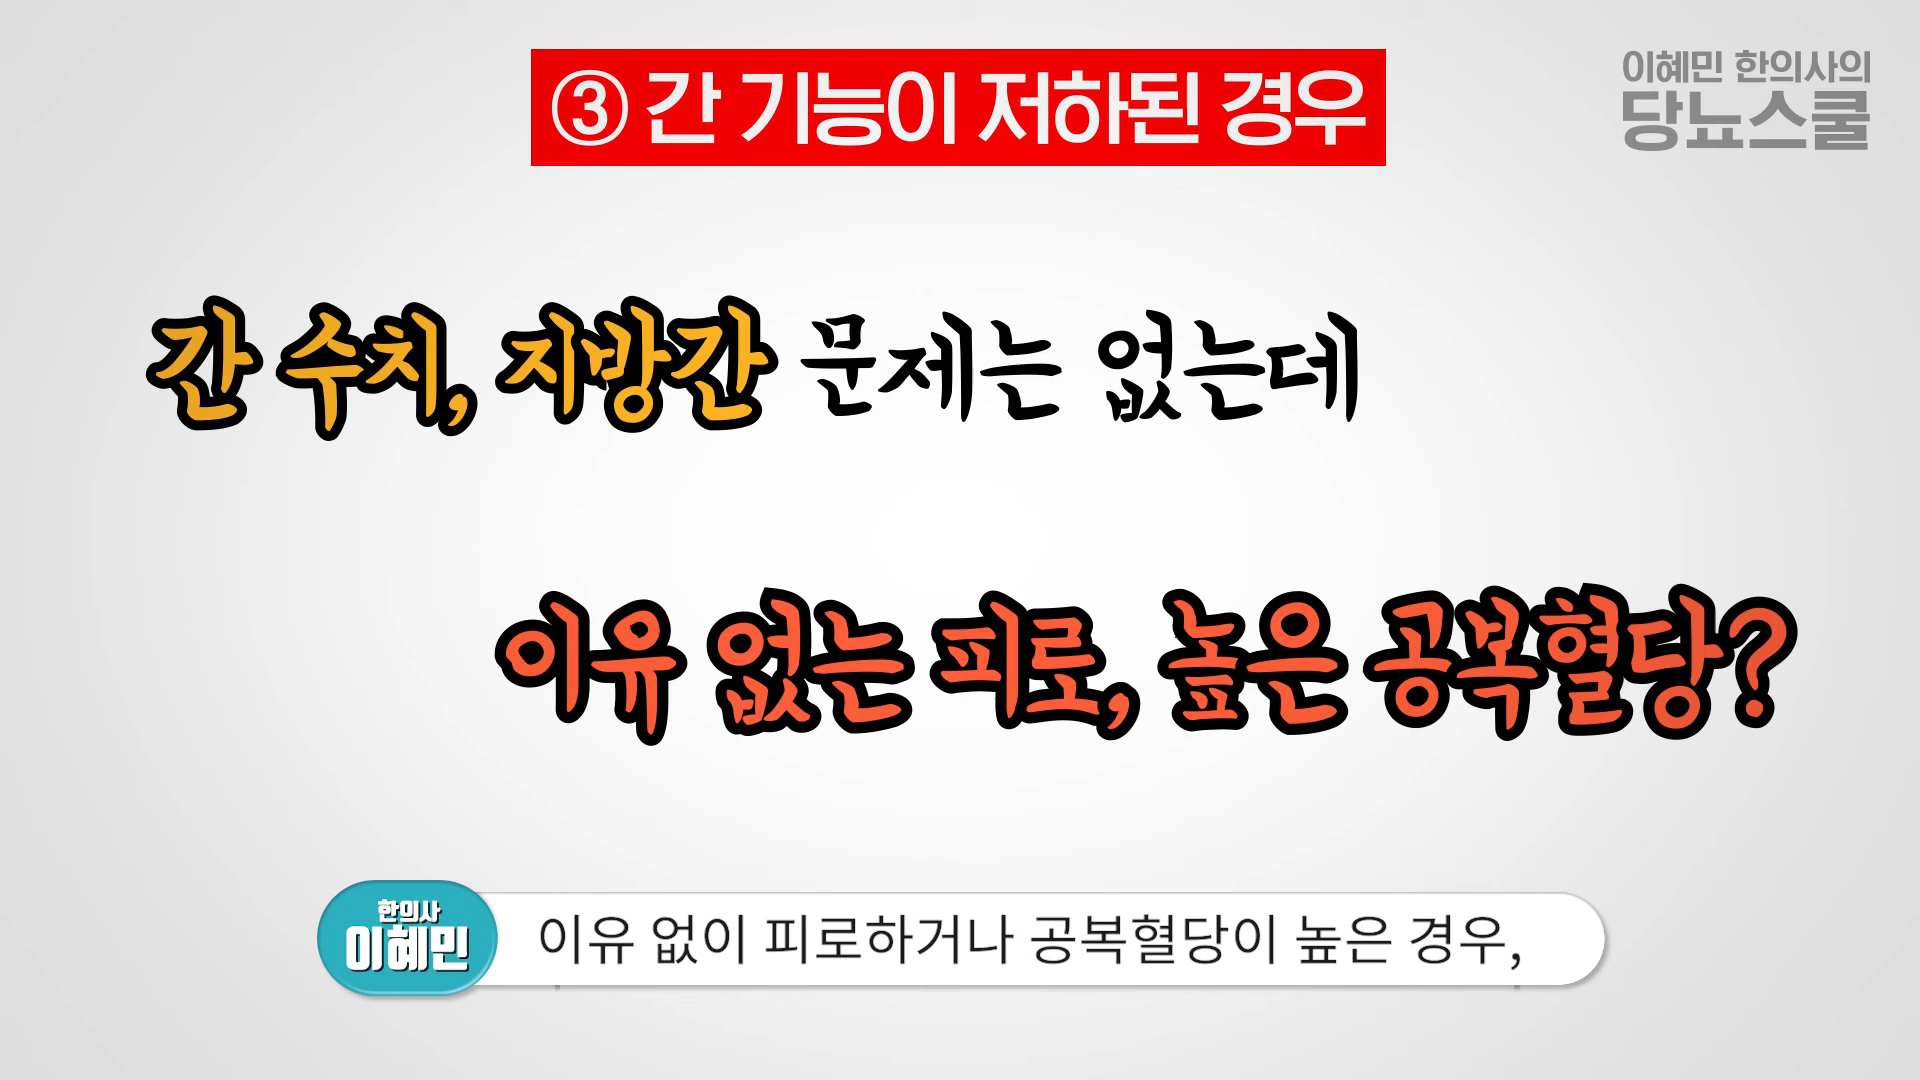 ③ 간 기능이 저하된 경우
이혜민 한의사의
당뇨스쿨
간 수치, 지방간 문제는 없는데
이유 없는 피로, 높은 공복혈당?
한의사
이혜민
이유 없이 피로하거나 공복혈당이 높은 경우,